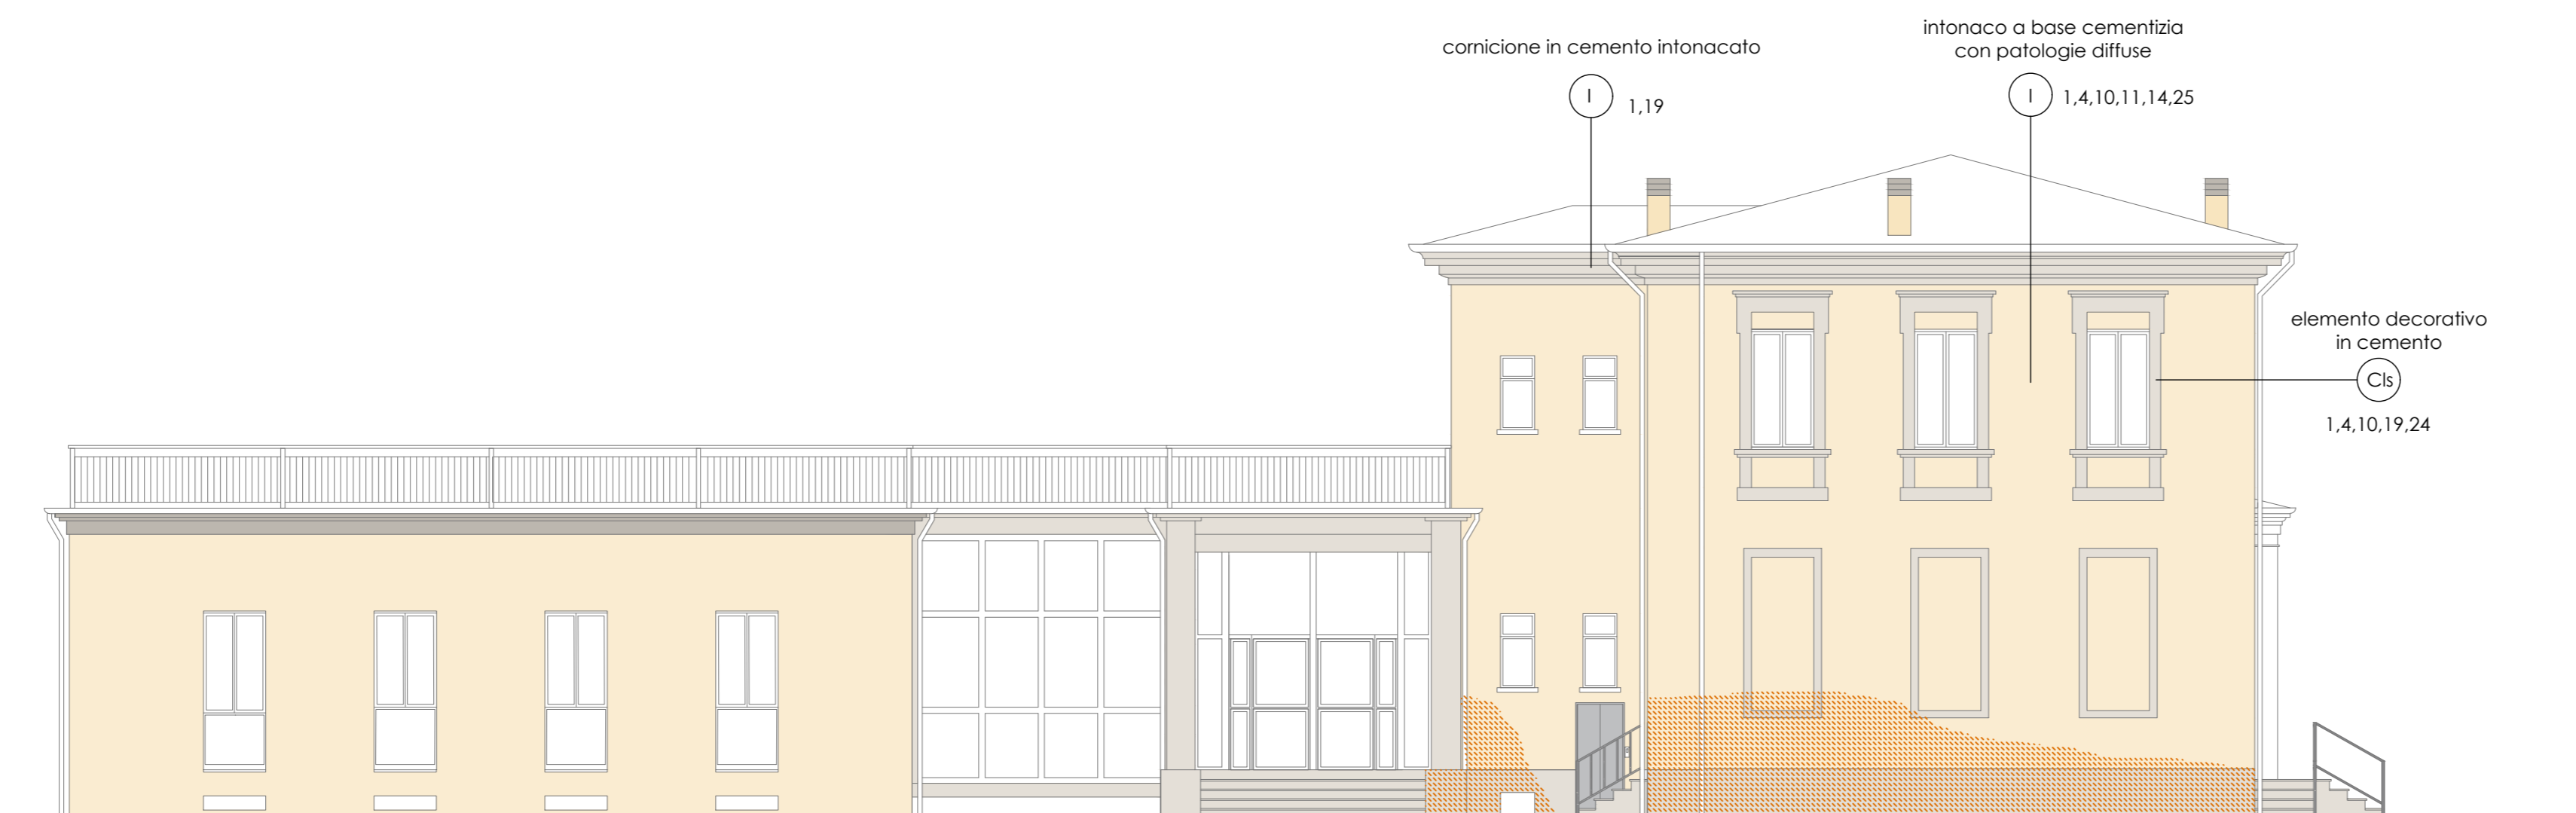 cornicione in cemento intonacato
I
1,19
intonaco a base cementizia
con patologie diffuse
I
1,4,10,11,14,25
elemento decorativo
in cemento
Cls
1,4,10,19,24